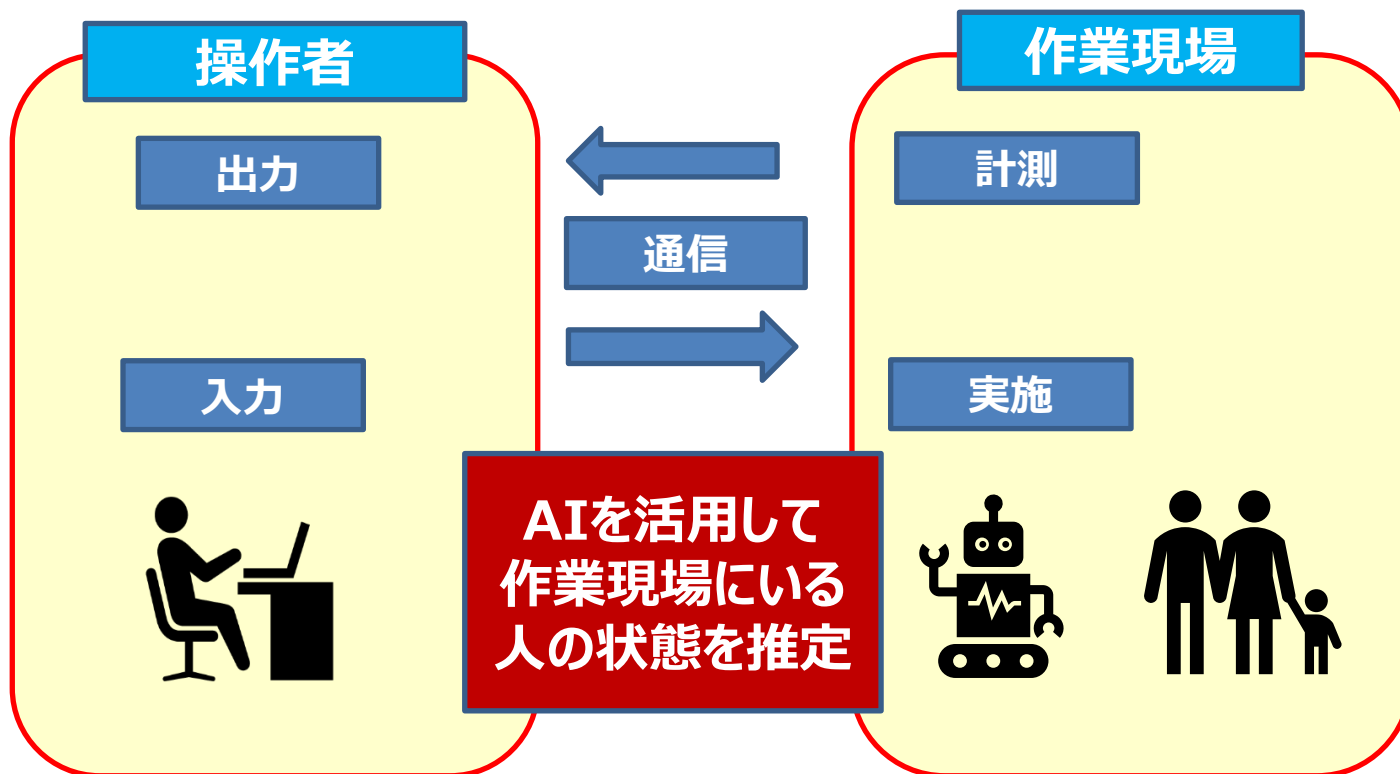 操作者
作業現場
出力
計測
通信
入力
実施
AIを活用して
作業現場にいる
人の状態を推定